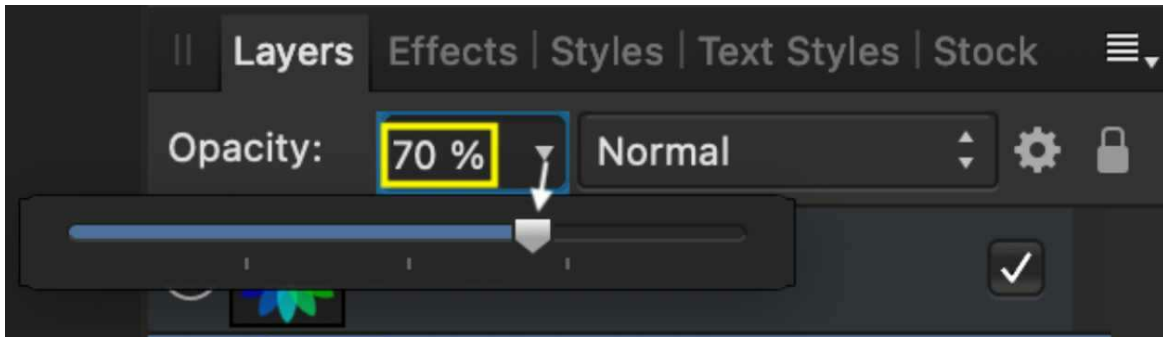 Layers Effects | Styles | Text Styles | Stock
Opacity: 70 % Normal